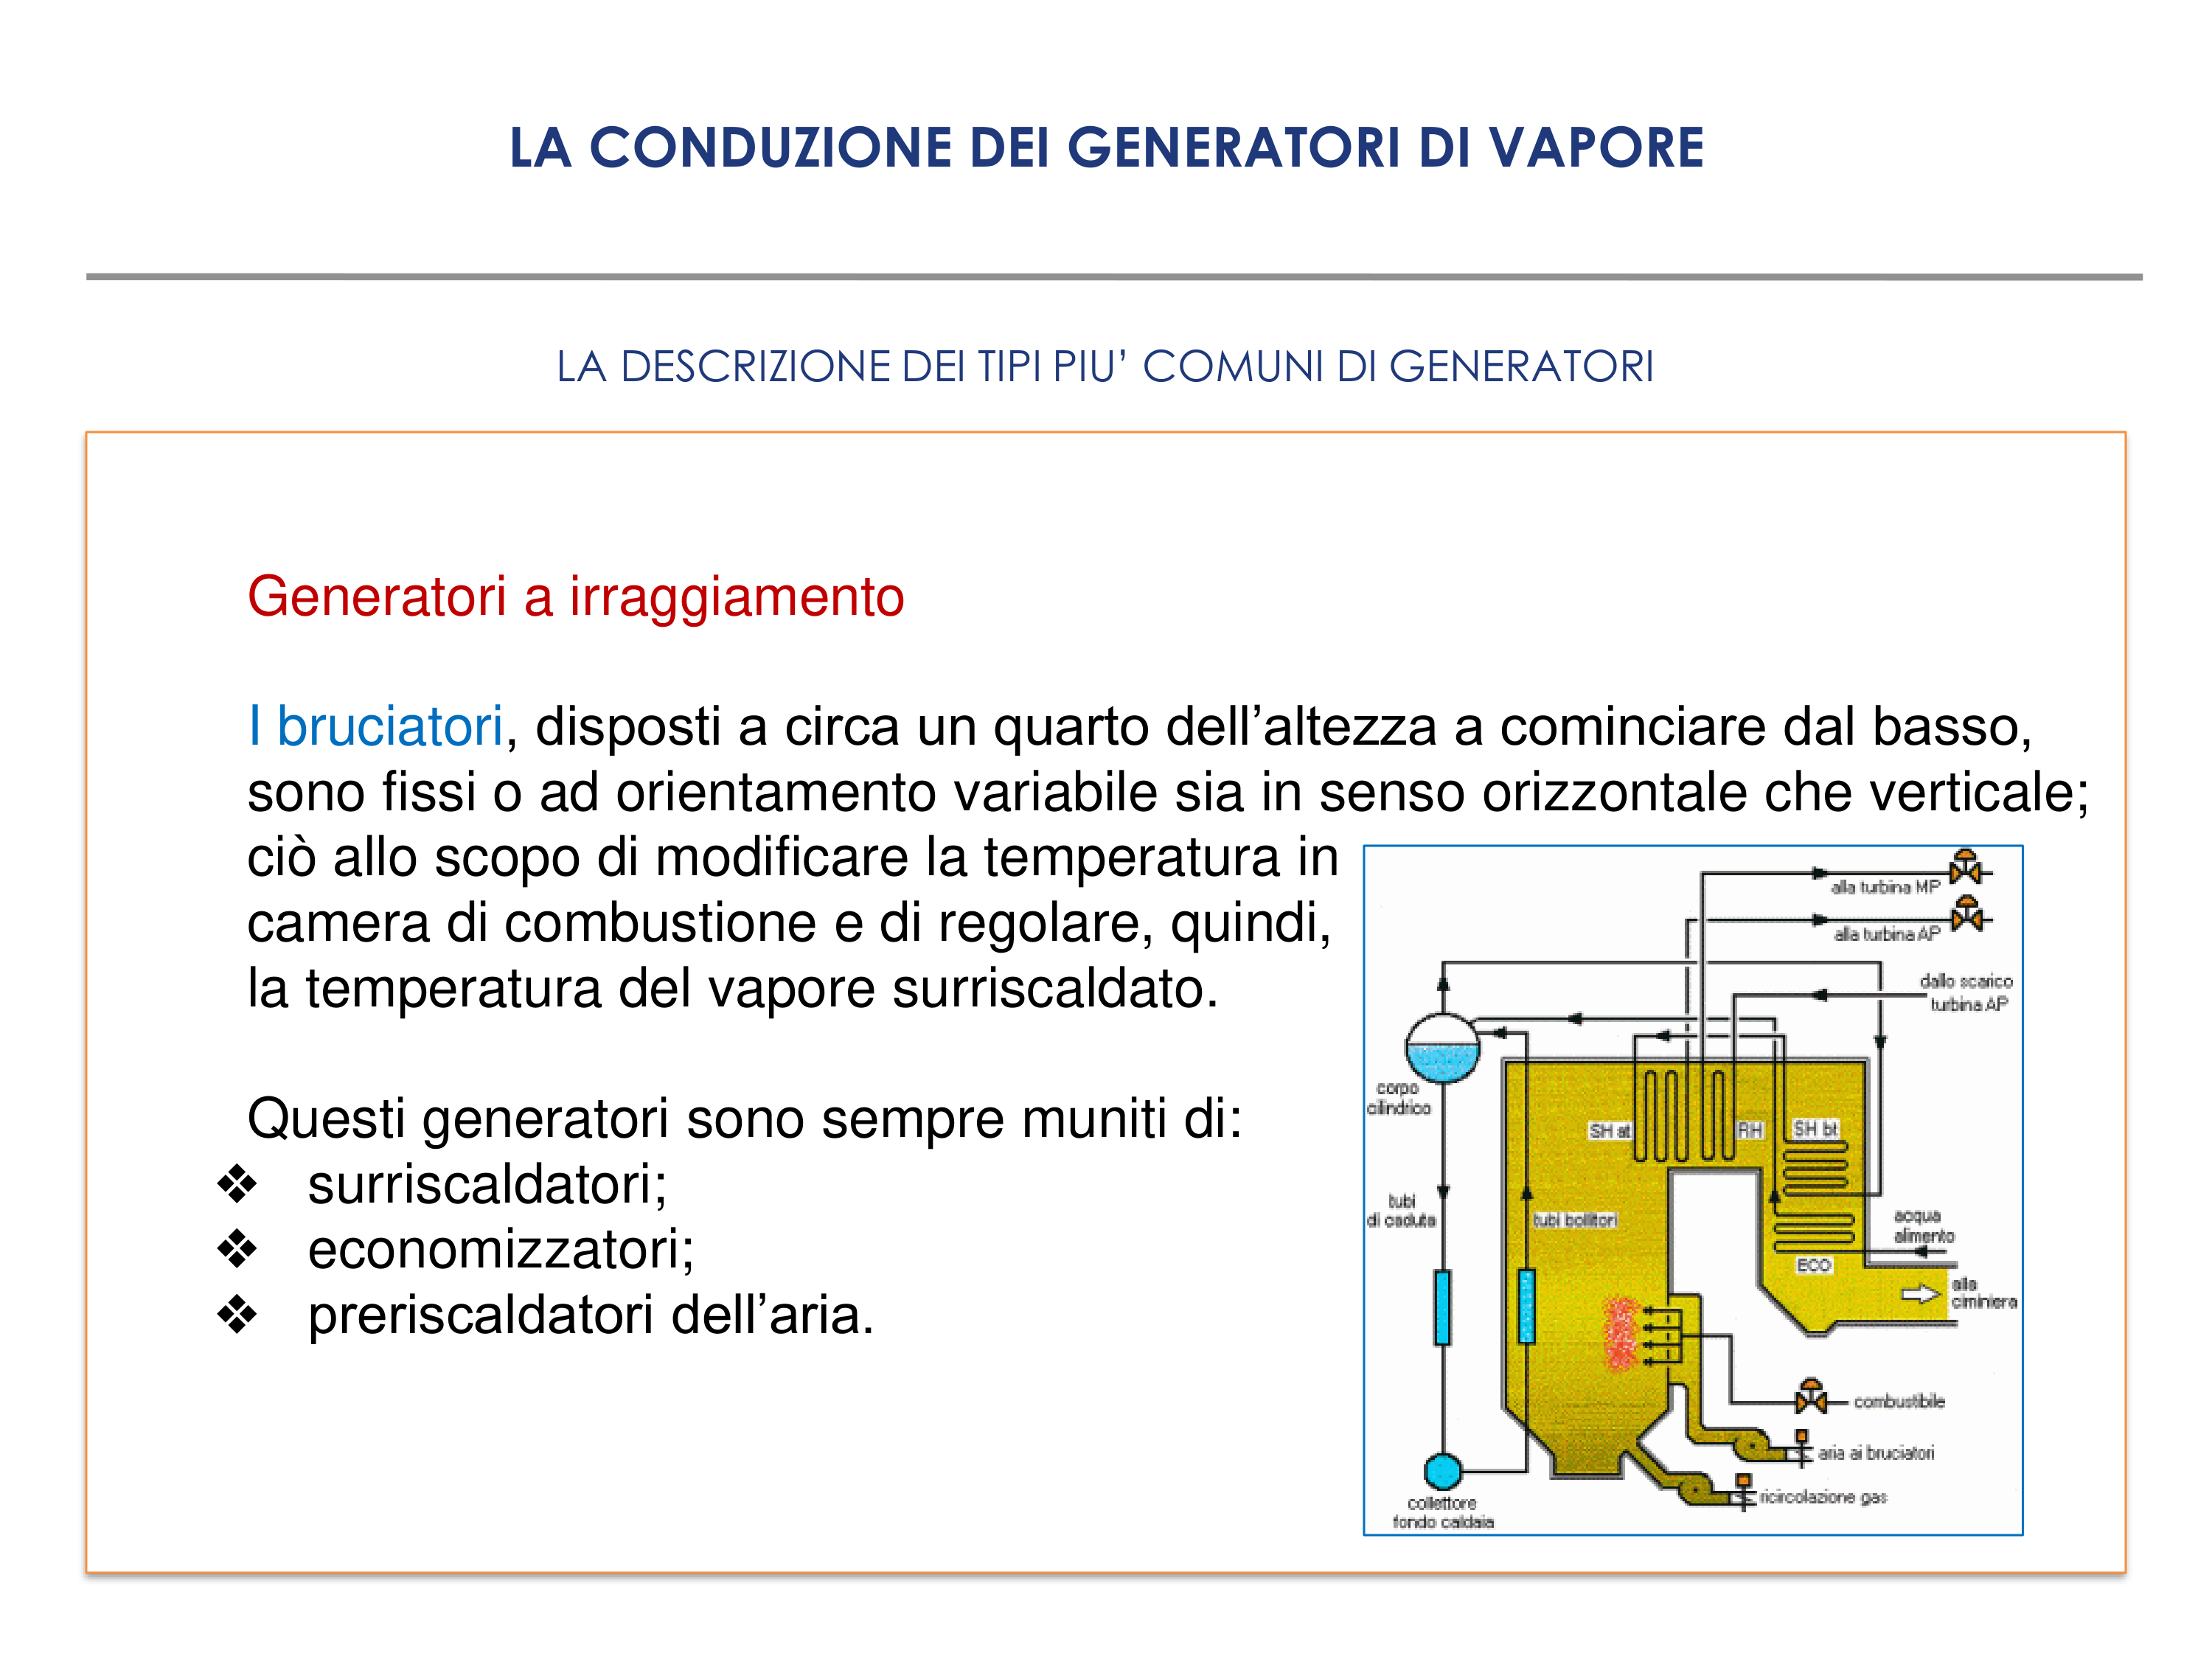 LA CONDUZIONE DEI GENERATORI DI VAPORE
LA DESCRIZIONE DEI TIPI PIU’ COMUNI DI GENERATORI
Generatori a irraggiamento
I bruciatori, disposti a circa un quarto dell’altezza a cominciare dal basso,
sono fissi o ad orientamento variabile sia in senso orizzontale che verticale;
ciò allo scopo di modificare la temperatura in
camera di combustione e di regolare, quindi,
la temperatura del vapore surriscaldato.
Questi generatori sono sempre muniti di:
❖ surriscaldatori;
❖ economizzatori;
❖ preriscaldatori dell’aria.
alla turbina MP
alla turbina AP
dallo scarico
turbina AP
corpo
cilindrico
SH at
RH
SH bt
tubi
di caduta
tubi bollitori
acqua
alimento
ECO
alla
ciminiera
combustibile
aria ai bruciatori
ricircolazione gas
collettore
fondo caldaia